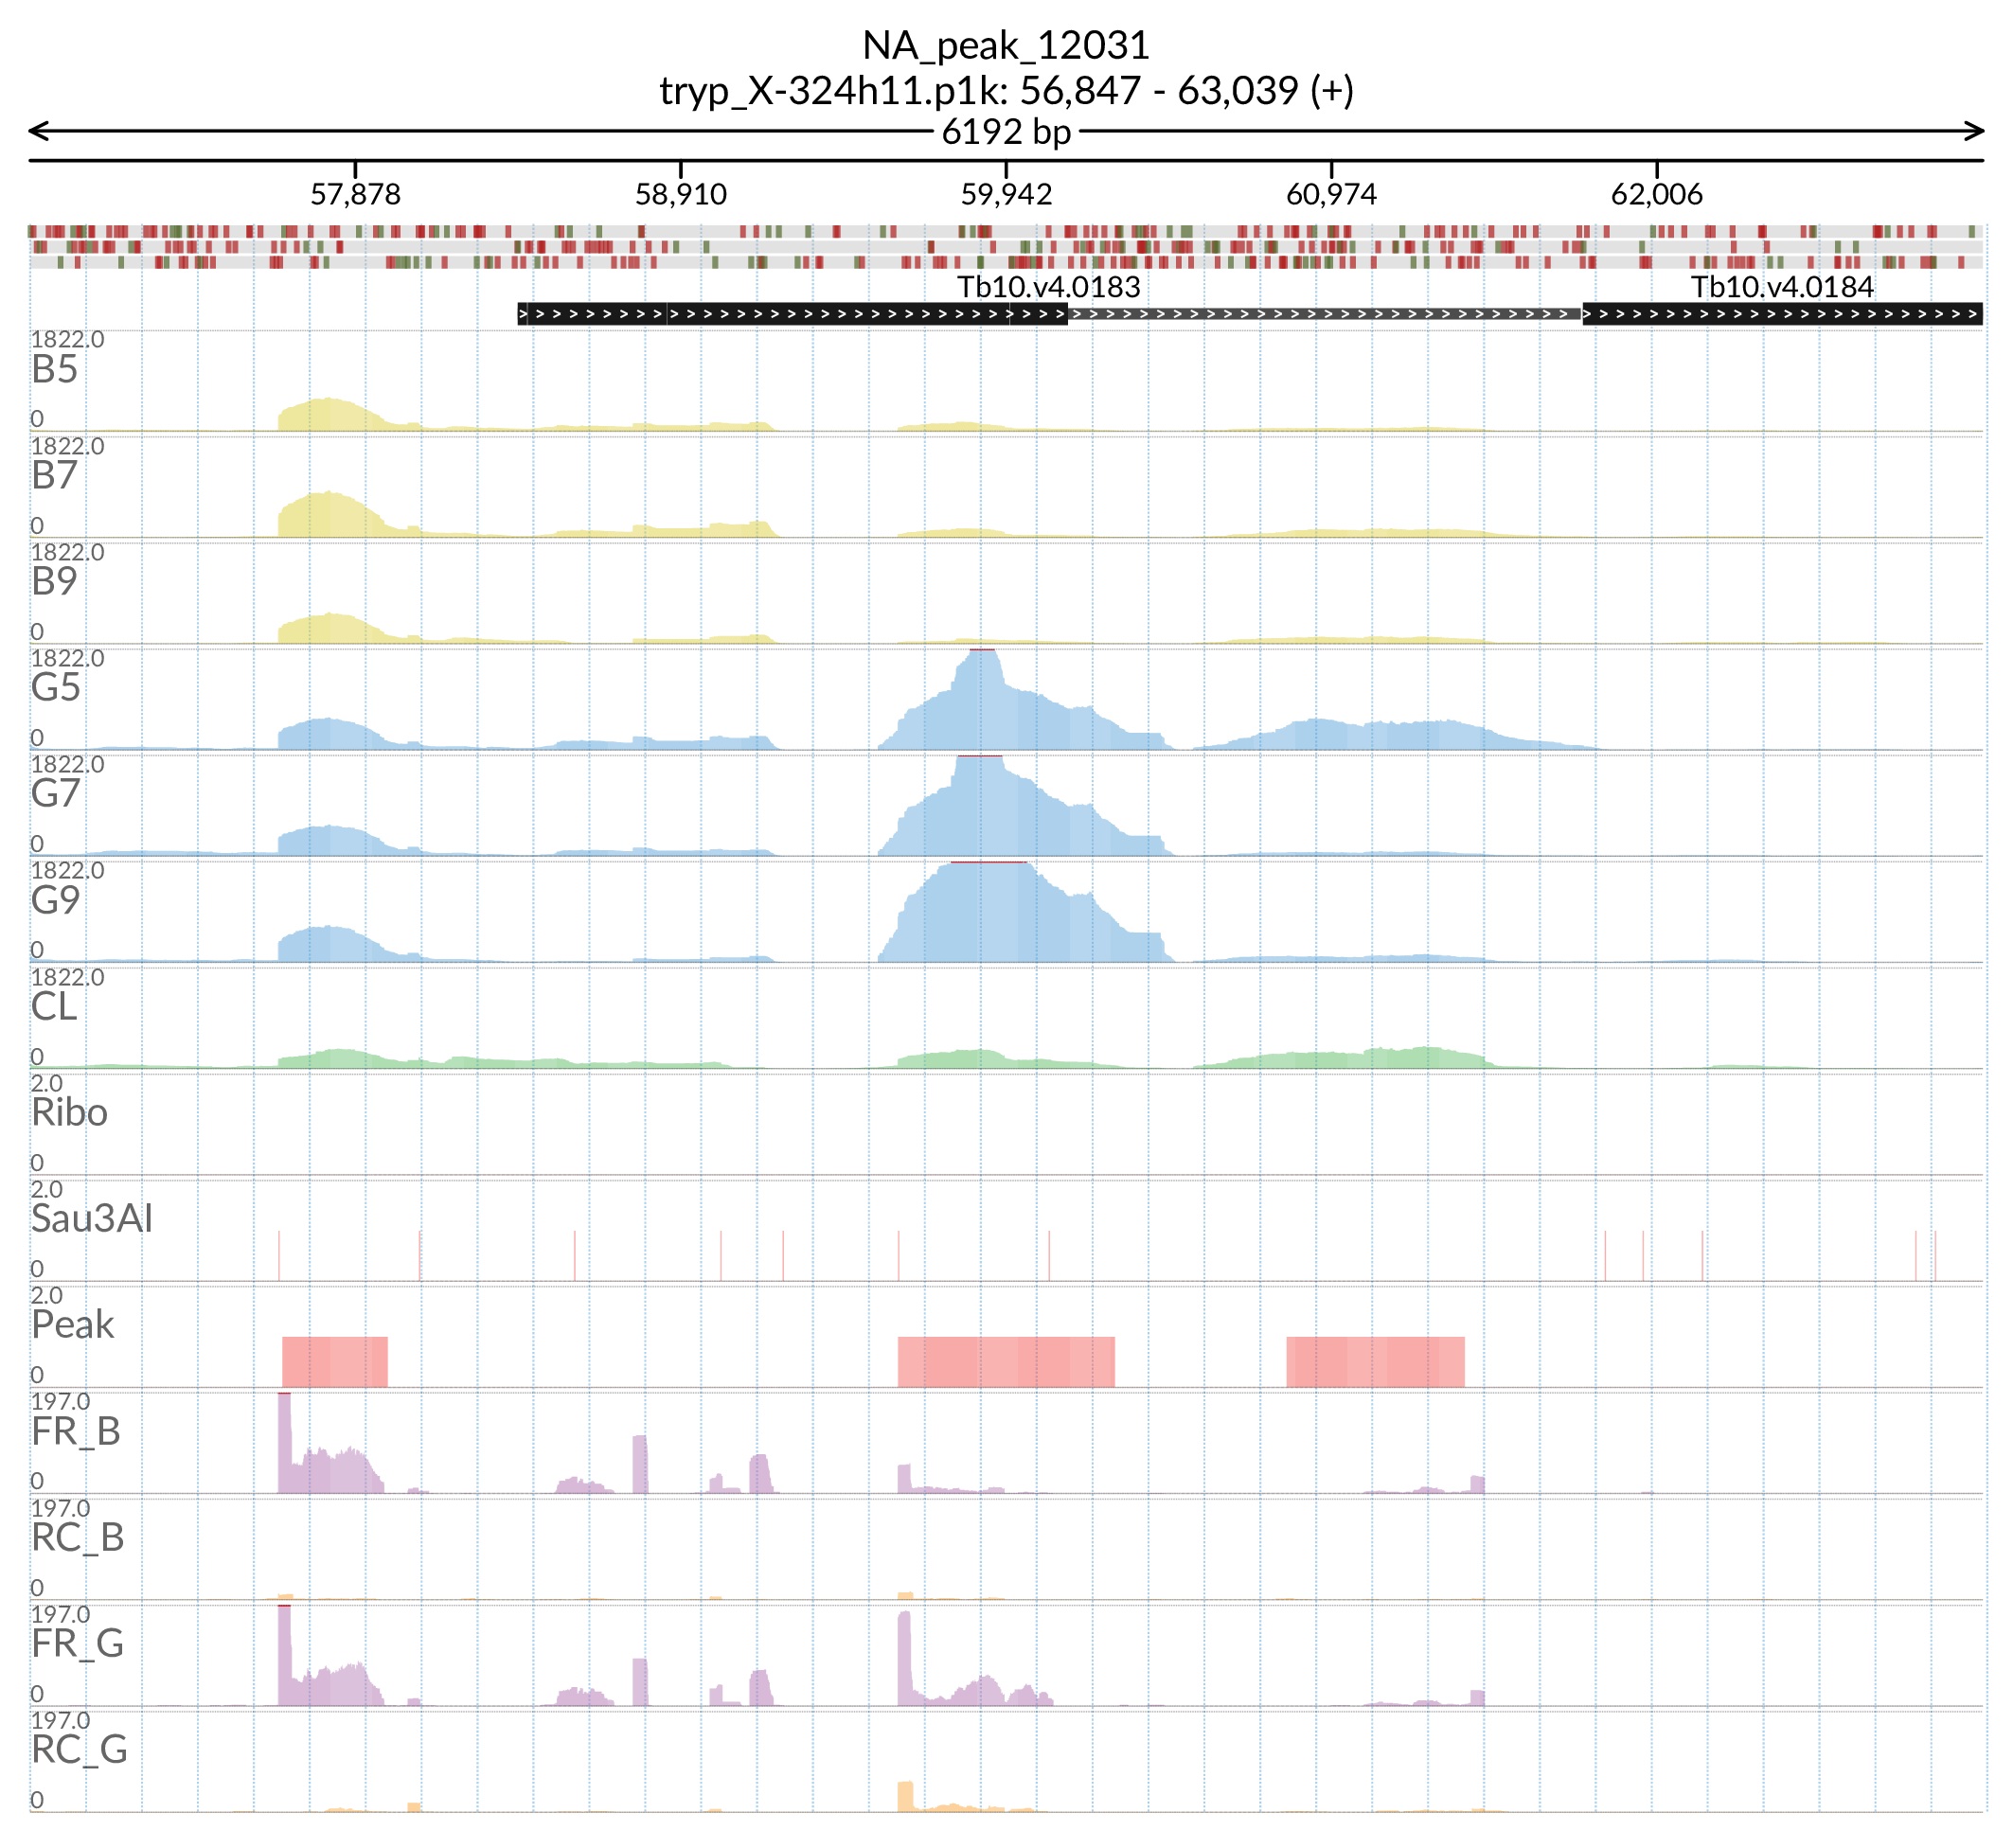 NA_peak_12031
tryp_X-324h11.p1k: 56,847 - 63,039 (+)
6192 bp
57,878 58,910 59,942 60,974 62,006
Tb10.v4.0183 Tb10.v4.0184
1822.0
B5
0
1822.0
B7
0
1822.0
B9
0
1822.0
G5
0
1822.0
G7
0
1822.0
G9
0
1822.0
CL
0
2.0
Ribo
0
2.0
Sau3AI
0
2.0
Peak
0
197.0
FR_B
0
197.0
RC_B
0
197.0
FR_G
0
197.0
RC_G
0